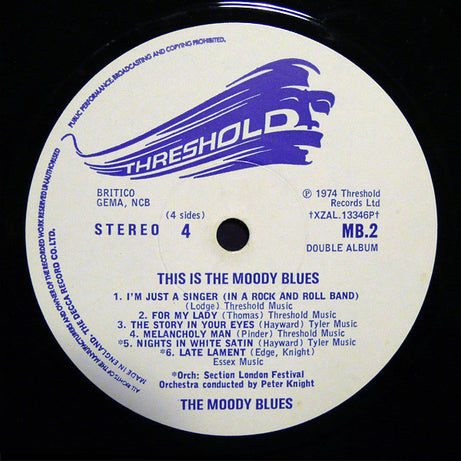 PUBLIC PERFORMANCE, BROADCASTING AND COPYING PROHIBITED.
ALL RIGHTS OF THE MANUFACTURERS AND OWNER OF THE RECORDED WORK RESERVED UNAUTHORISED
MADE IN ENGLAND. THE DECCA RECORD CO. LTD.
THRESHOLD
BRITICO
GEMA, NCB
Ⓟ 1974 Threshold
Records Ltd
(4 sides)
†XZAL.13346P†
STEREO 4
MB.2
DOUBLE ALBUM
THIS IS THE MOODY BLUES
1. I'M JUST A SINGER (IN A ROCK AND ROLL BAND)
(Lodge) Threshold Music
2. FOR MY LADY (Thomas) Threshold Music
3. THE STORY IN YOUR EYES (Hayward) Tyler Music
4. MELANCHOLY MAN (Pinder) Threshold Music
*5. NIGHTS IN WHITE SATIN (Hayward) Tyler Music
*6. LATE LAMENT (Edge, Knight)
Essex Music
*Orch: Section London Festival
Orchestra conducted by Peter Knight
THE MOODY BLUES